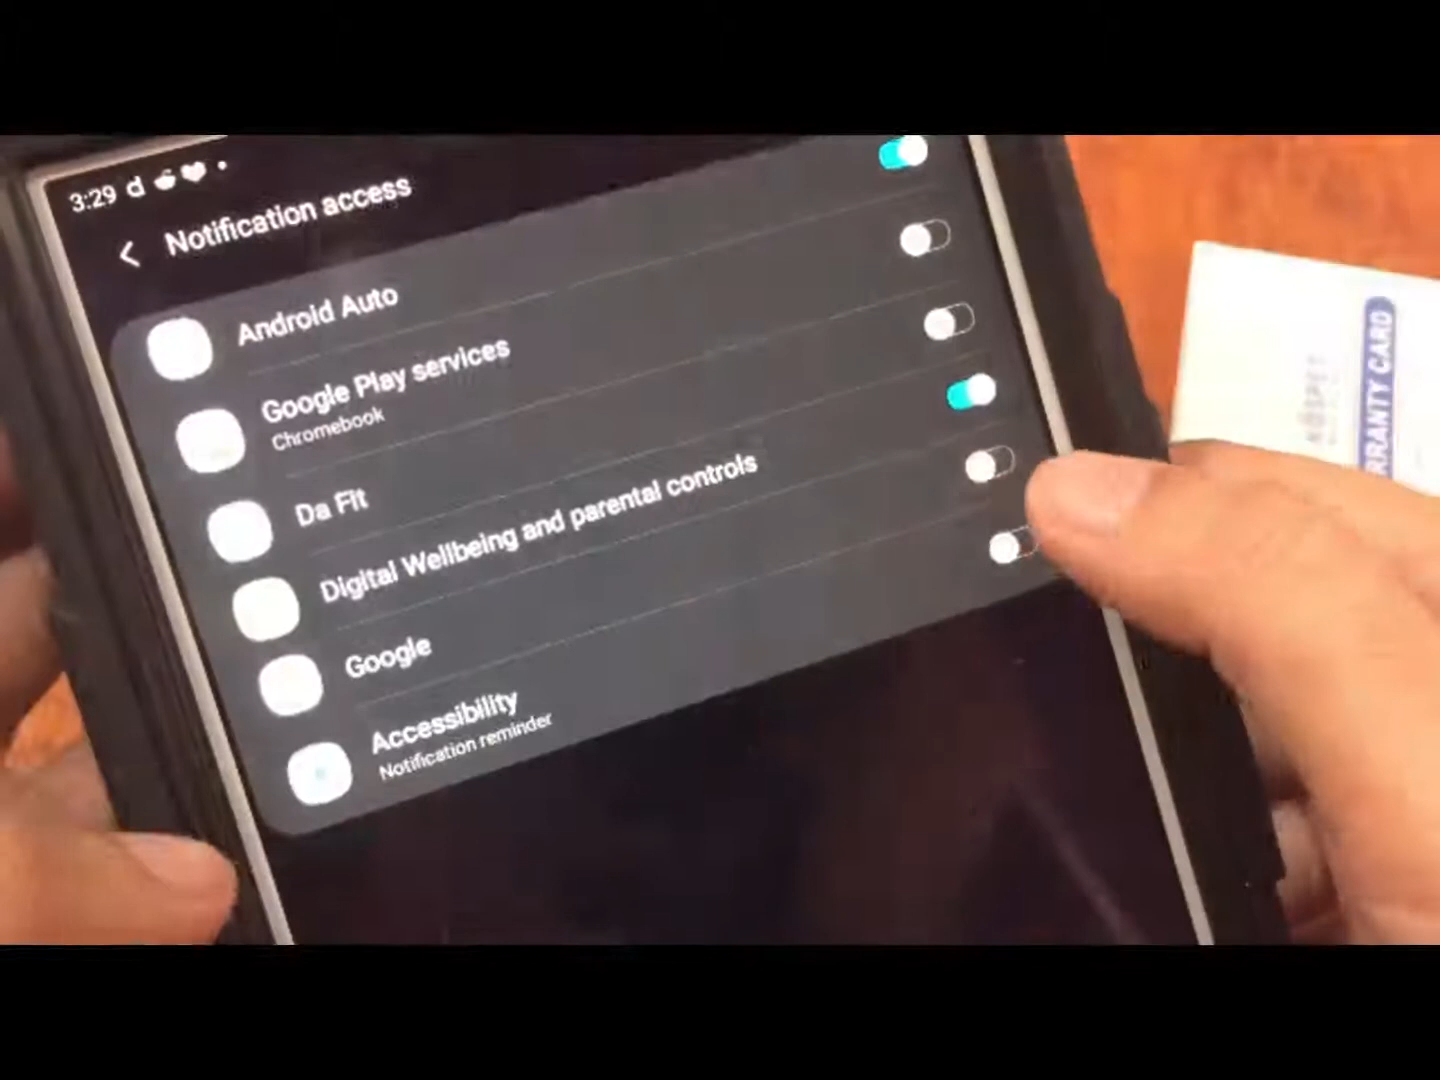 3:29 d
Notification access
Android Auto
Google Play services
Chromebook
Da Fit
Digital Wellbeing and parental controls
Google
Accessibility
Notification reminder
KOSPET
RRANTY CARD